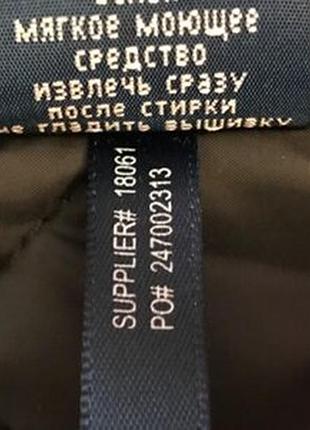 МЯГКОЕ МОЮЩЕЕ
СРЕДСТВО
ИЗВЛЕЧЬ СРАЗУ
ПОСЛЕ СТИРКИ
НЕ ГЛАДИТЬ ВЫШИВКУ
SUPPLIER# 18061
PO# 247002313